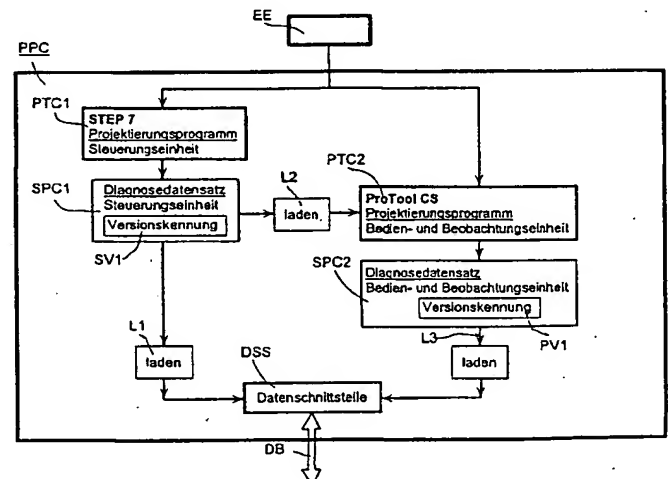 EE
PPC
PTC1
STEP 7
Projektierungsprogramm
Steuerungseinheit
PTC2
SPC1
Diagnosedatensatz
Steuerungseinheit
Versionskennung
SV1
L2
laden
ProTool CS
Projektierungsprogramm
Bedien- und Beobachtungseinheit
SPC2
Diagnosedatensatz
Bedien- und Beobachtungseinheit
Versionskennung
PV1
L1
laden
L3
laden
DSS
Datenschnittstelle
DB